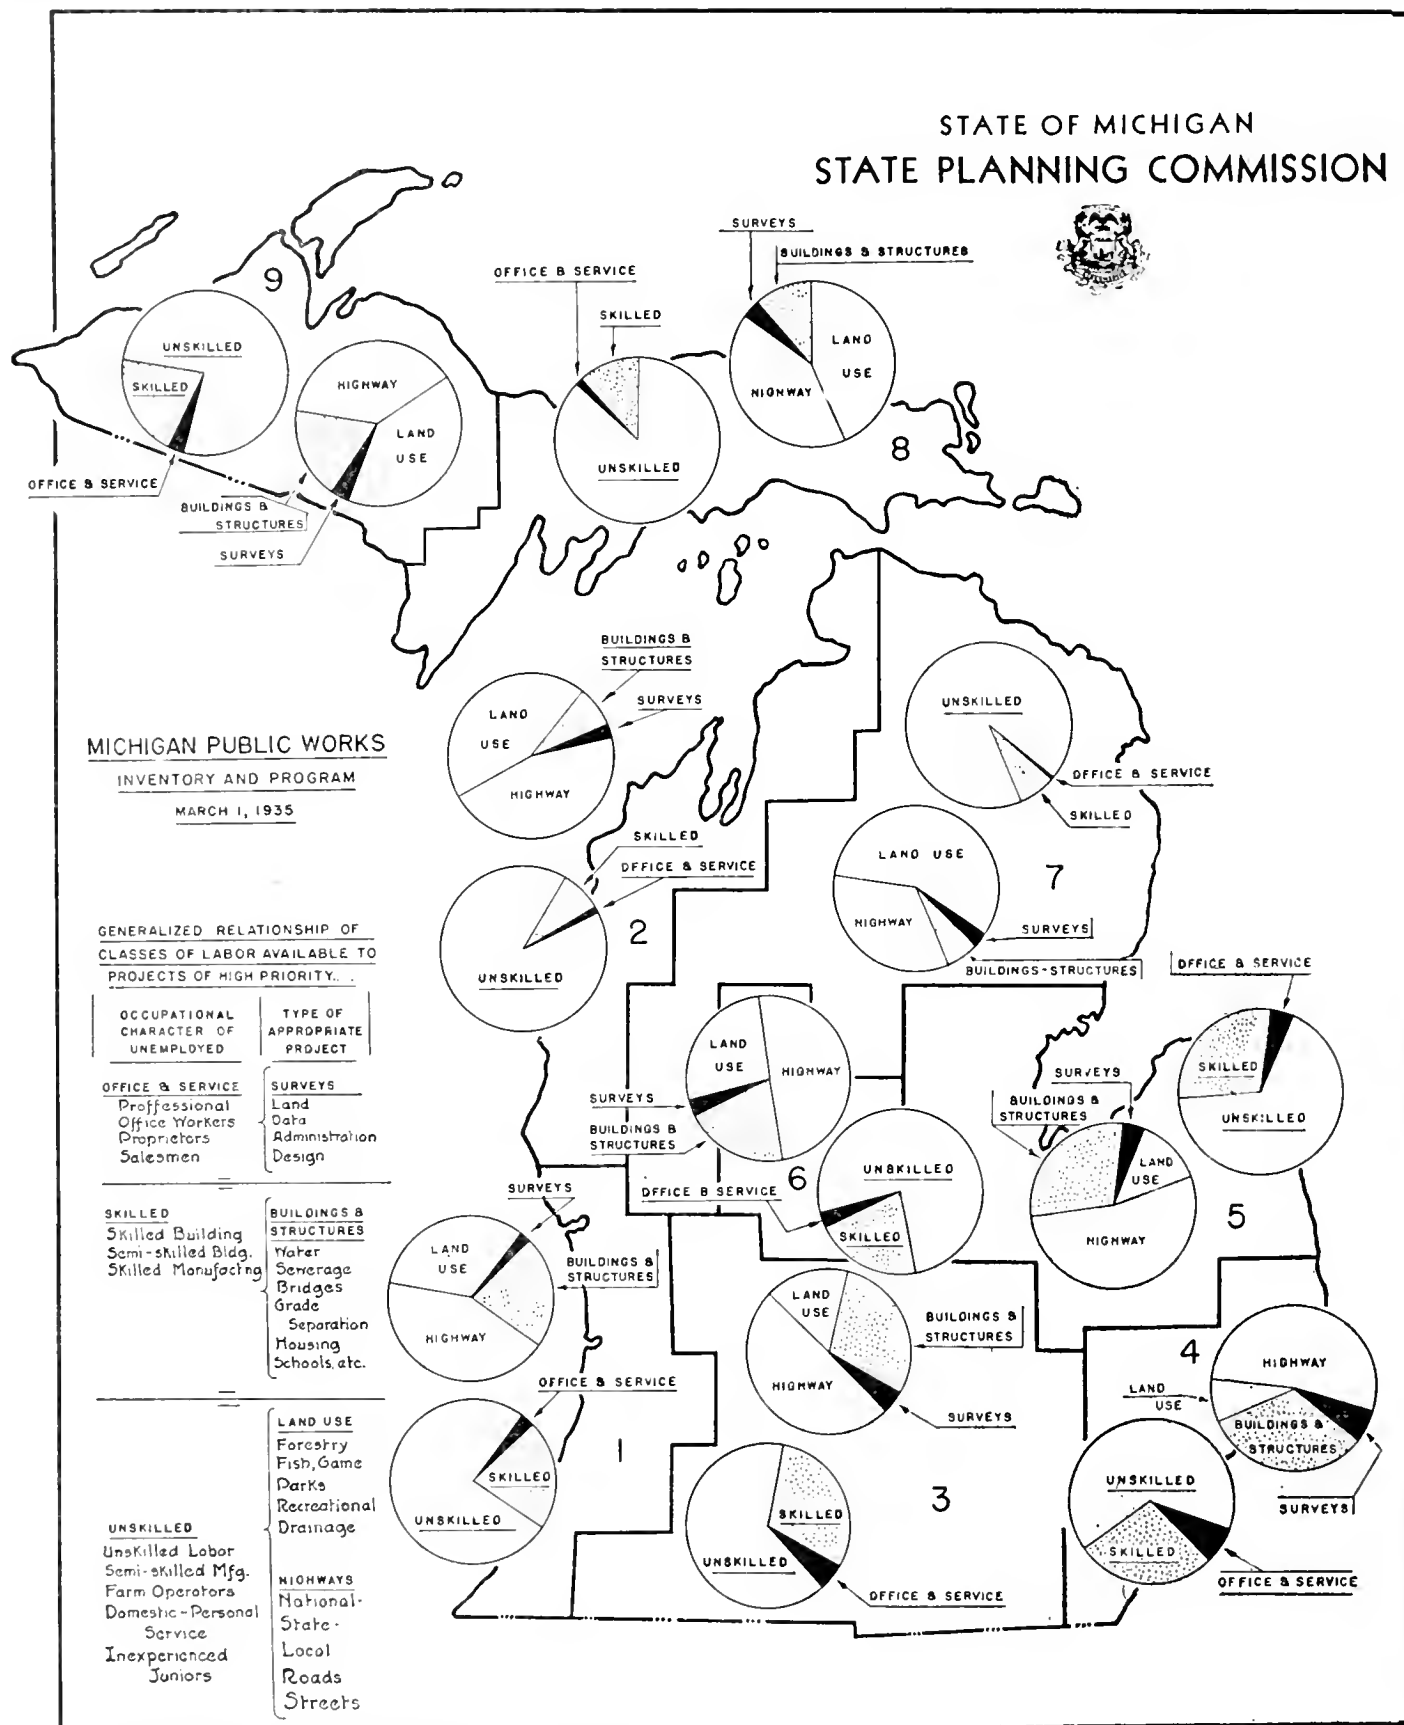 STATE OF MICHIGAN
STATE PLANNING COMMISSION
SURVEYS
BUILDINGS & STRUCTURES
OFFICE & SERVICE
SKILLED
LAND
USE
HIGHWAY
UNSKILLED
8
9
UNSKILLED
SKILLED
OFFICE & SERVICE
HIGHWAY
LAND
USE
BUILDINGS &
STRUCTURES
SURVEYS
BUILDINGS &
STRUCTURES
SURVEYS
LAND
USE
HIGHWAY
SKILLED
OFFICE & SERVICE
UNSKILLED
2
UNSKILLED
OFFICE & SERVICE
SKILLED
LAND USE
HIGHWAY
7
SURVEYS
BUILDINGS-STRUCTURES
MICHIGAN PUBLIC WORKS
INVENTORY AND PROGRAM
MARCH 1, 1935
GENERALIZED RELATIONSHIP OF
CLASSES OF LABOR AVAILABLE TO
PROJECTS OF HIGH PRIORITY...
OCCUPATIONAL
CHARACTER OF
UNEMPLOYED
TYPE OF
APPROPRIATE
PROJECT
OFFICE & SERVICE
Proffessional
Office Workers
Proprietors
Salesmen
SURVEYS
Land
Data
Administration
Design
SKILLED
Skilled Building
Semi-skilled Bldg.
Skilled Manufactng
BUILDINGS &
STRUCTURES
Water
Sewerage
Bridges
Grade
Separation
Housing
Schools, etc.
UNSKILLED
Unskilled Labor
Semi-skilled Mfg.
Farm Operators
Domestic-Personal
Service
Inexperienced
Juniors
LAND USE
Forestry
Fish, Game
Parks
Recreational
Drainage
HIGHWAYS
National-
State-
Local
Roads
Streets
LAND
USE
HIGHWAY
SURVEYS
BUILDINGS &
STRUCTURES
6
UNSKILLED
OFFICE & SERVICE
SKILLED
OFFICE & SERVICE
SKILLED
UNSKILLED
SURVEYS
BUILDINGS &
STRUCTURES
LAND
USE
HIGHWAY
5
SURVEYS
LAND
USE
BUILDINGS &
STRUCTURES
HIGHWAY
OFFICE & SERVICE
SKILLED
UNSKILLED
1
LAND
USE
BUILDINGS &
STRUCTURES
HIGHWAY
SURVEYS
SKILLED
UNSKILLED
OFFICE & SERVICE
3
4
HIGHWAY
LAND
USE
BUILDINGS &
STRUCTURES
SURVEYS
UNSKILLED
SKILLED
OFFICE & SERVICE